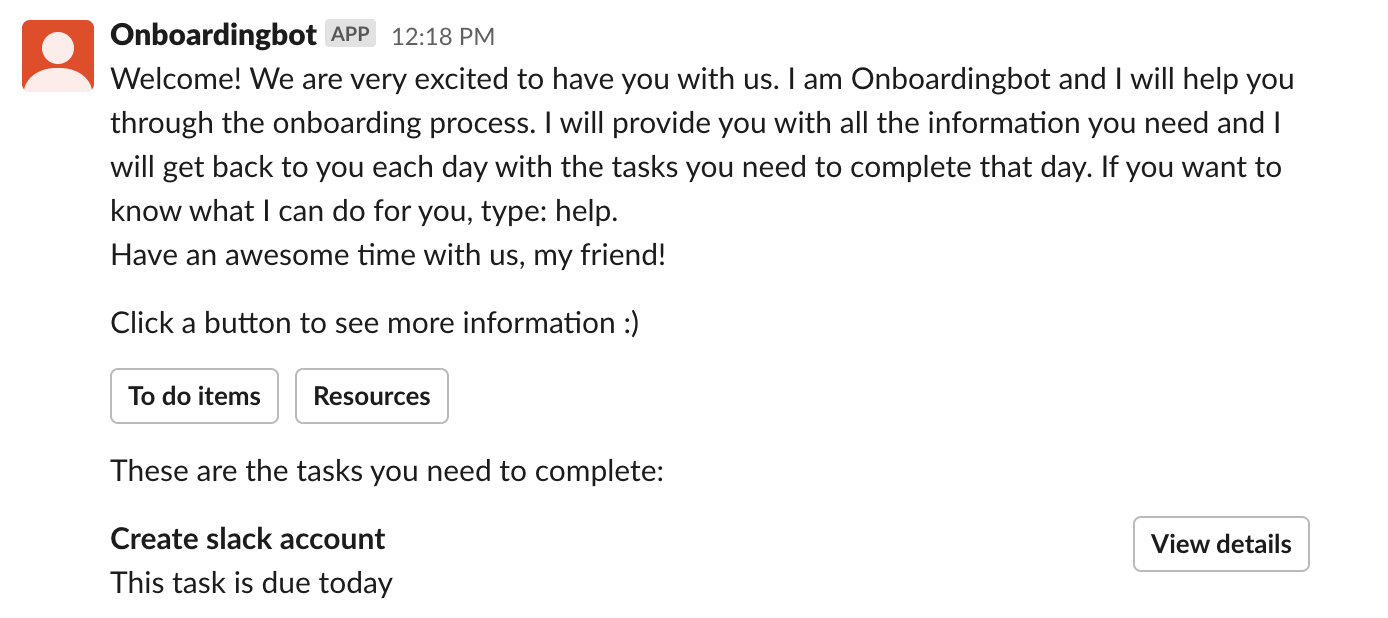 Onboardingbot APP 12:18 PM
Welcome! We are very excited to have you with us. I am Onboardingbot and I will help you
through the onboarding process. I will provide you with all the information you need and I
will get back to you each day with the tasks you need to complete that day. If you want to
know what I can do for you, type: help.
Have an awesome time with us, my friend!
Click a button to see more information :)
To do items Resources
These are the tasks you need to complete:
Create slack account
View details
This task is due today